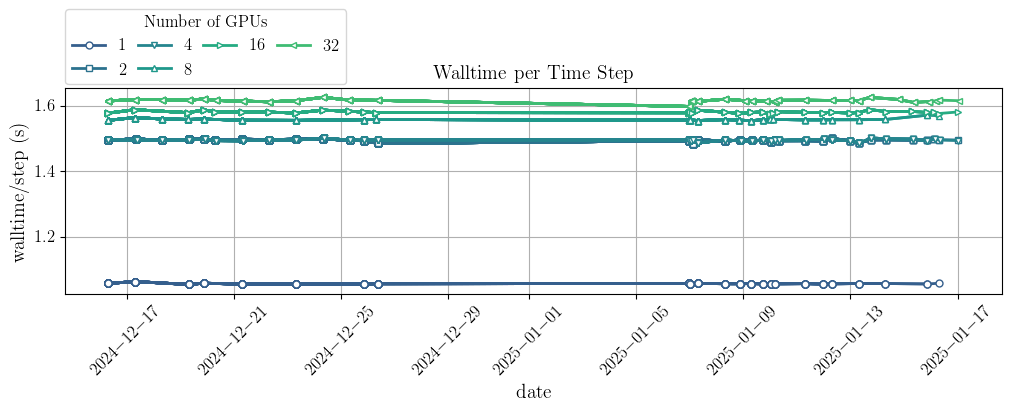 Number of GPUs
1 4 16 32
2 8
Walltime per Time Step
walltime/step (s)
1.6
1.4
1.2
2024−12−17 2024−12−21 2024−12−25 2024−12−29 2025−01−01 2025−01−05 2025−01−09 2025−01−13 2025−01−17
date